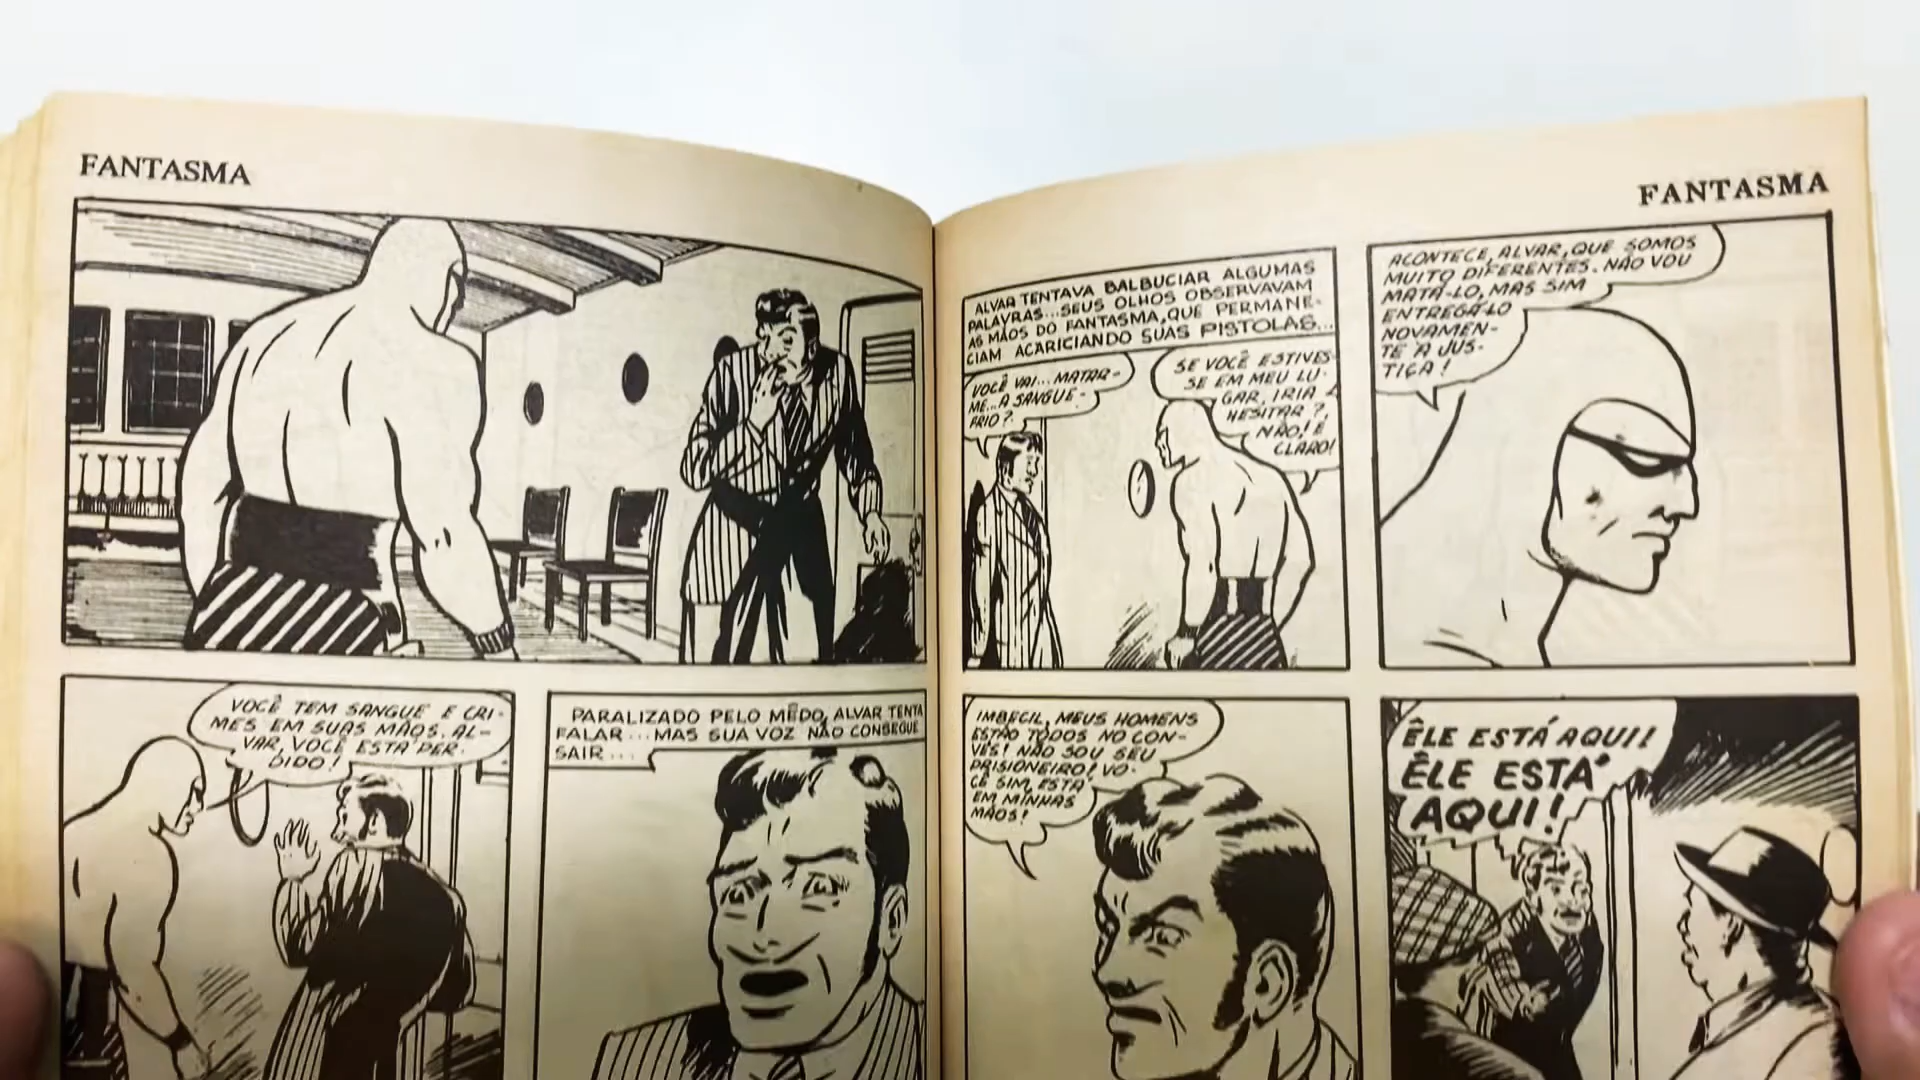 FANTASMA
VOCÊ TEM SANGUE E CRI-
MES EM SUAS MÃOS. AL-
VAR, VOCÊ ESTÁ PER-
DIDO!
PARALIZADO PELO MÊDO, ALVAR TENTA
FALAR... MAS SUA VOZ NÃO CONSEGUE
SAIR...
FANTASMA
ALVAR TENTAVA BALBUCIAR ALGUMAS
PALAVRAS... SEUS OLHOS OBSERVAVAM
AS MÃOS DO FANTASMA, QUE PERMANE-
CIAM ACARICIANDO SUAS PISTOLAS...
VOCÊ VAI... MATAR-
ME... A SANGUE-
FRIO?
SE VOCÊ ESTIVES-
SE EM MEU LU-
GAR, IRIA
HESITAR?,
NÃO! É
CLARO!
ACONTECE, ALVAR, QUE SOMOS
MUITO DIFERENTES. NÃO VOU
MATÁ-LO, MAS SIM
ENTREGÁ-LO
NOVAMEN-
TE A JUS-
TIÇA!
IMBECIL, MEUS HOMENS
ESTÃO TODOS NO CON-
VÉS! NÃO SOU SEU
PRISIONEIRO! VO-
CÊ SIM, ESTÁ
EM MINHAS
MÃOS!
ÊLE ESTÁ AQUI!
ÊLE ESTÁ
AQUI!